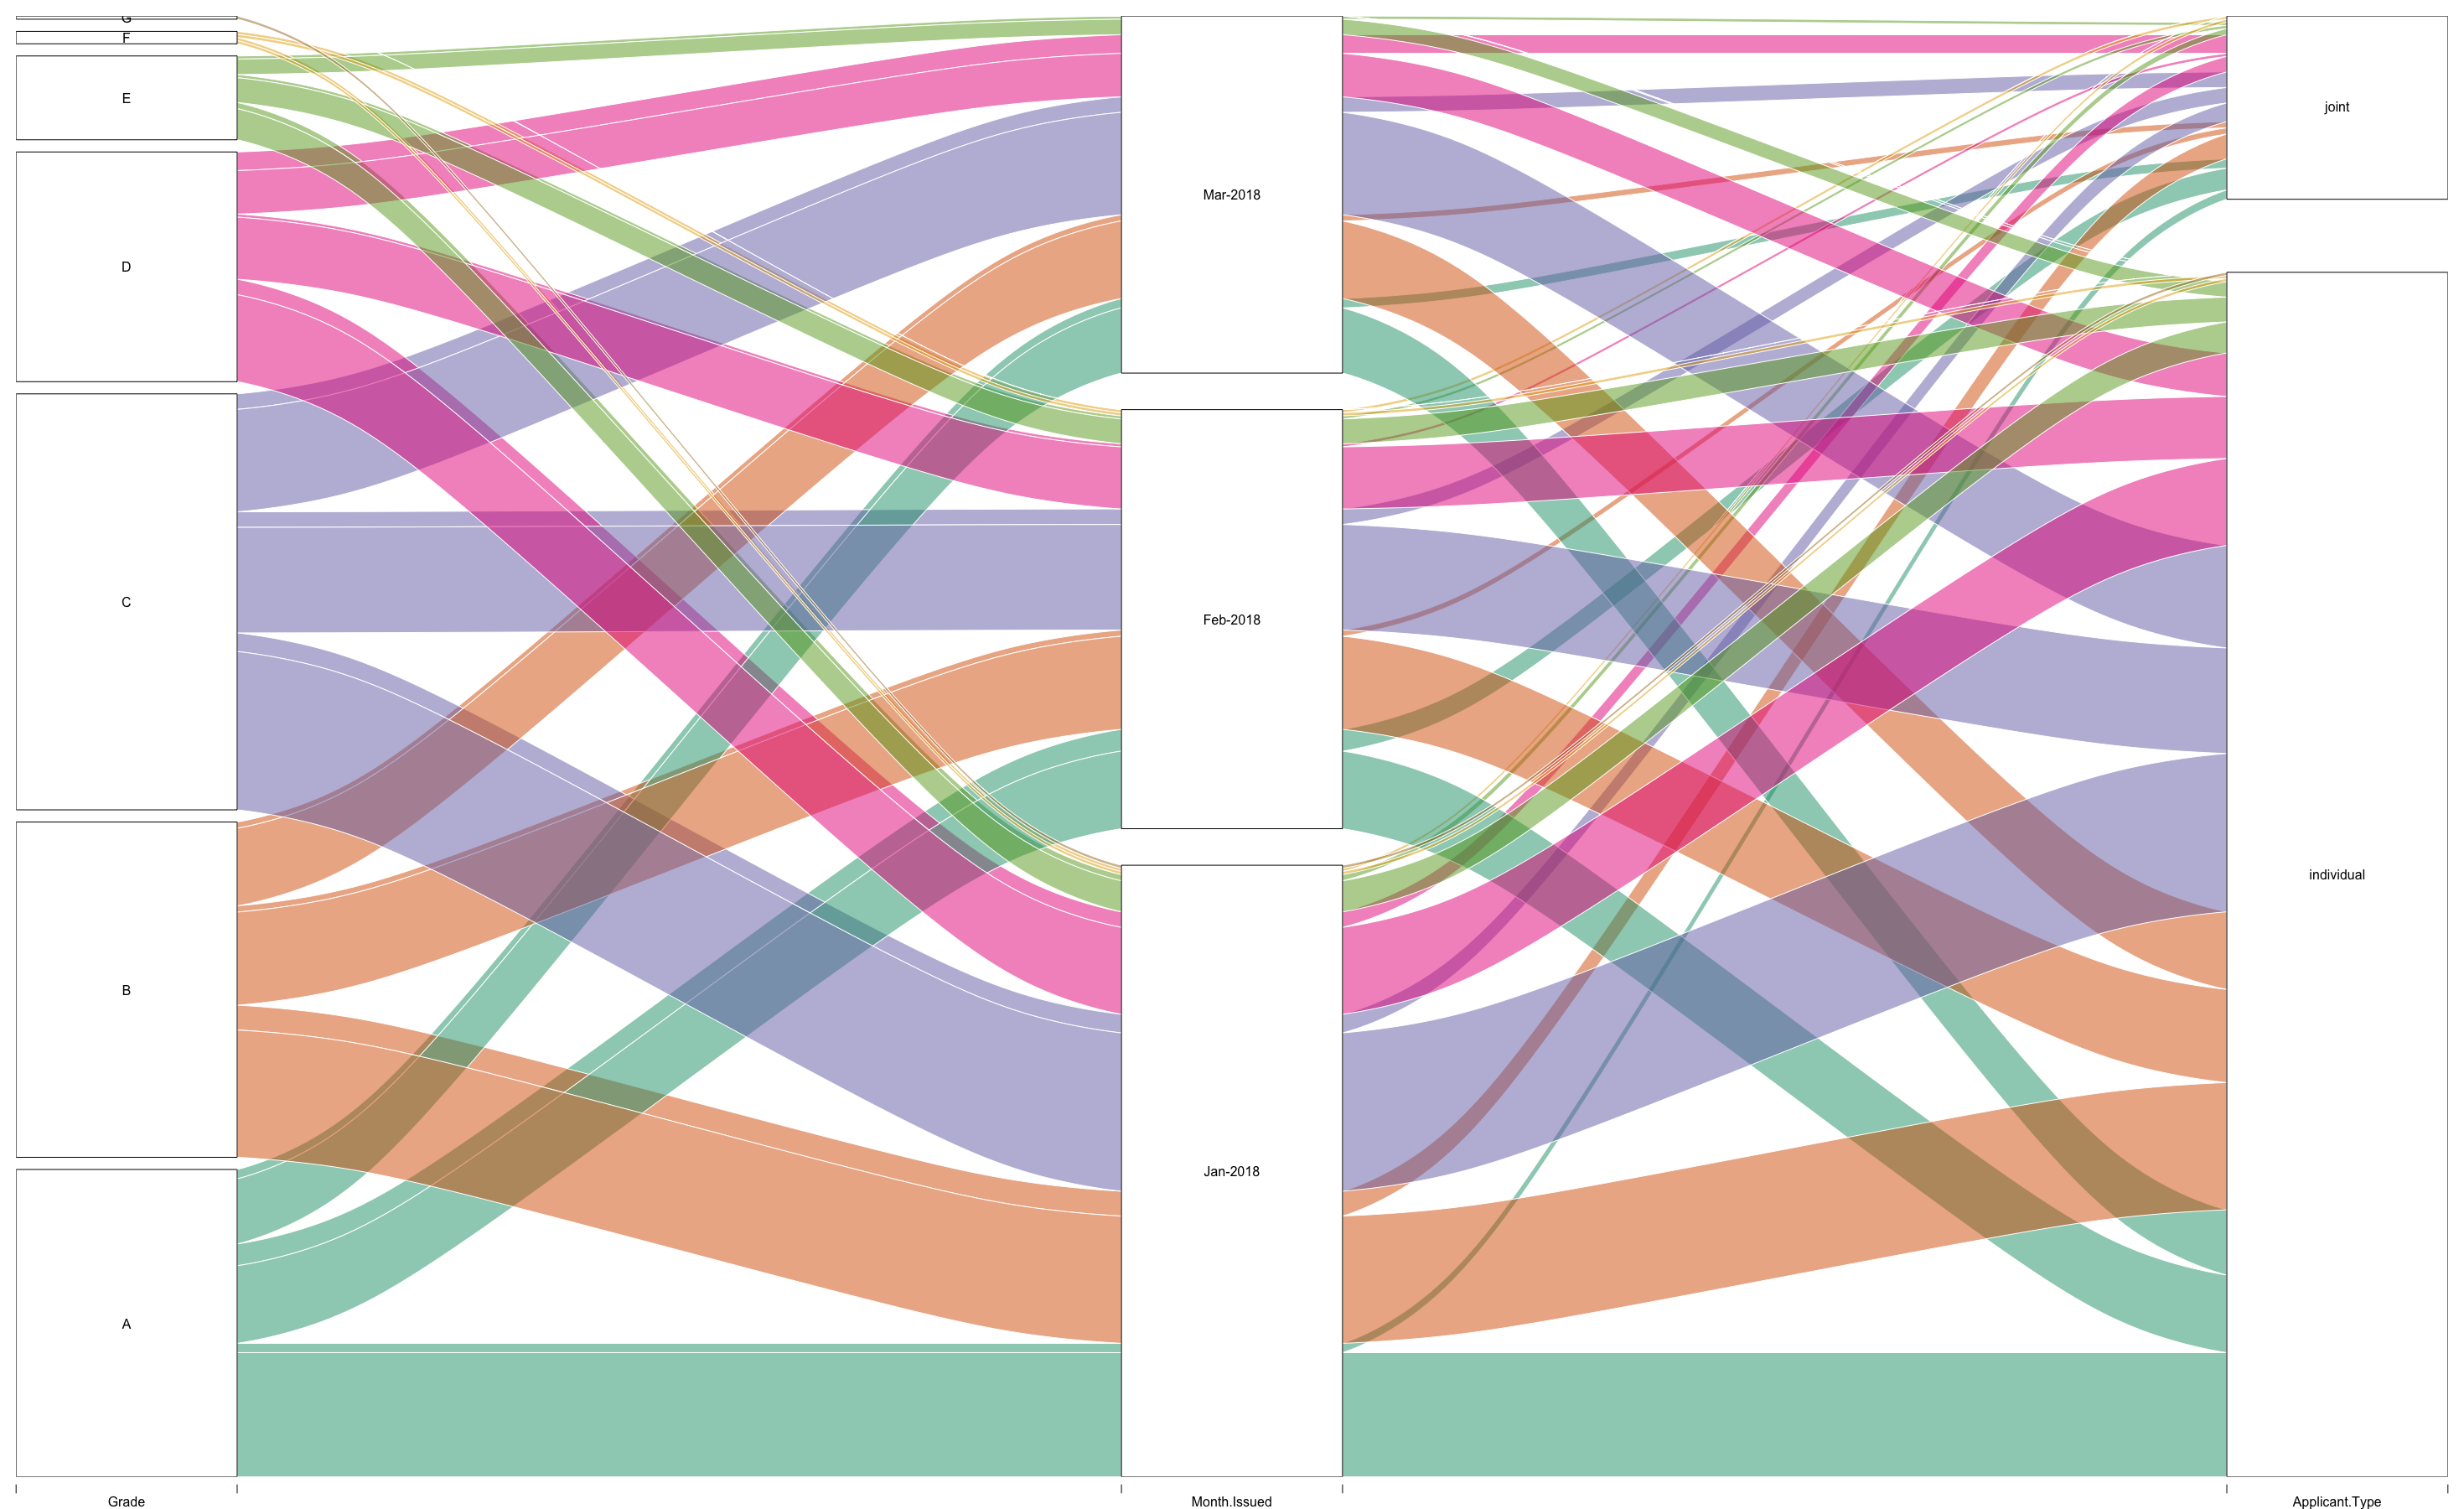 G
F
E
D
C
B
A
Mar-2018
Feb-2018
Jan-2018
joint
individual
Grade
Month.Issued
Applicant.Type